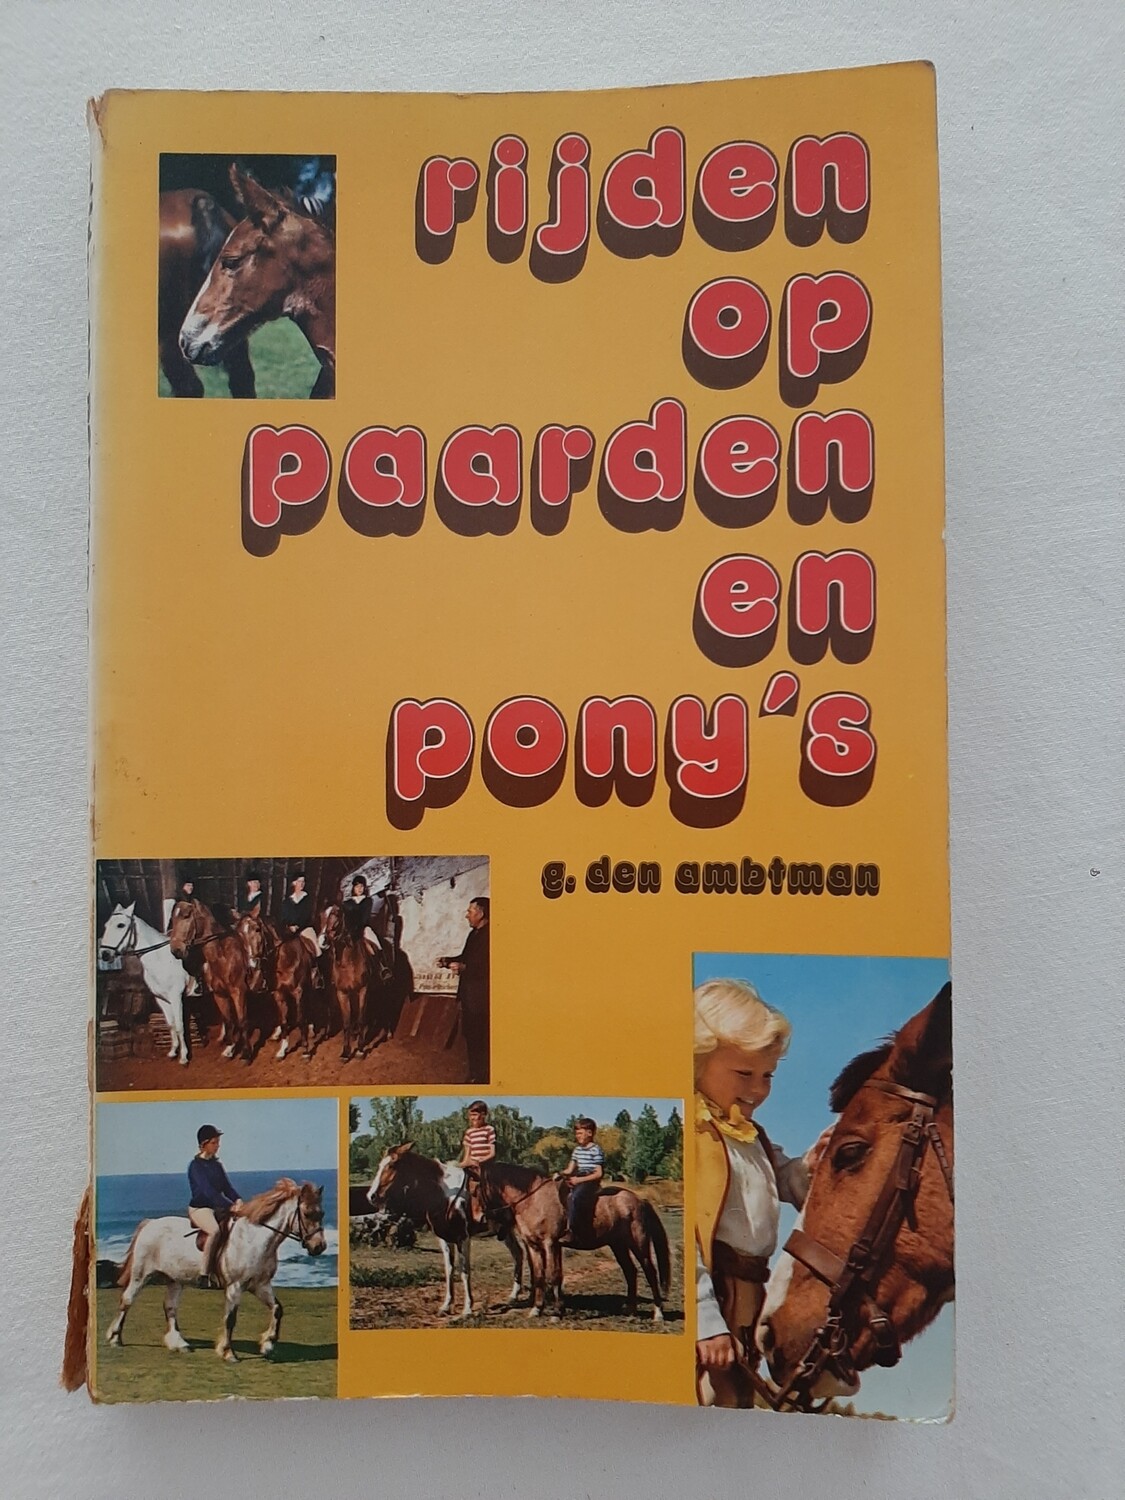 rijden
op
paarden
en
pony's
g. den ambtman